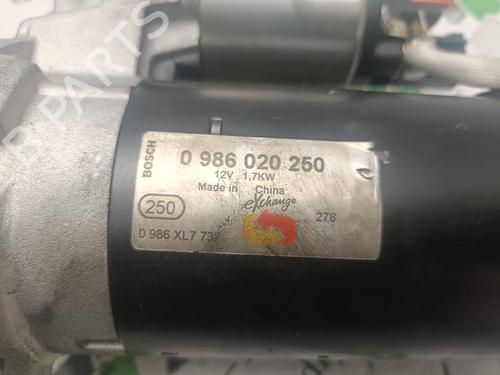 B-PARTS
BOSCH
0 986 020 250
12V 1,7KW
Made in China
eXchange
250
278
0 986 XL7 73